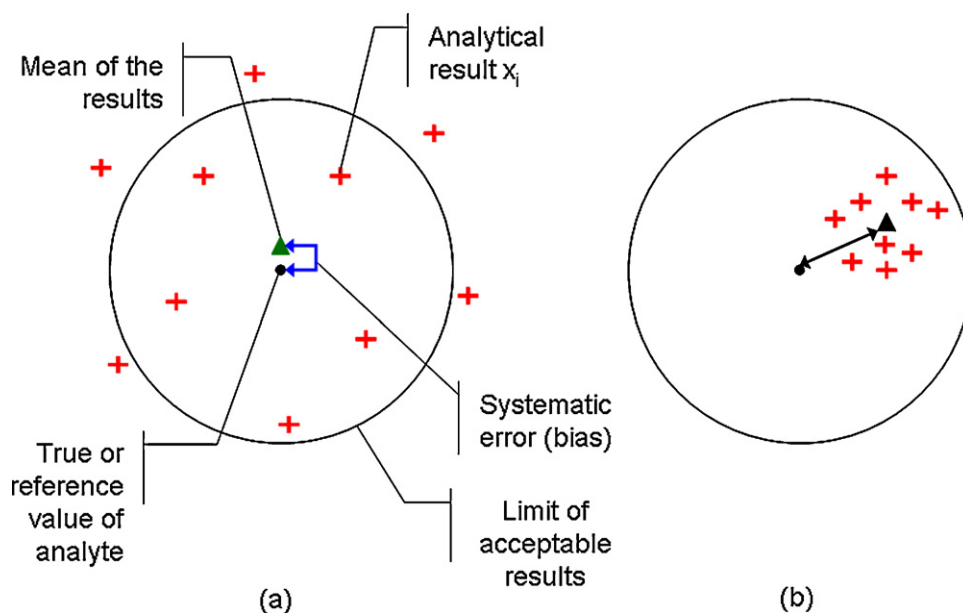 Mean of the
results
Analytical
result xi
True or
reference
value of
analyte
Systematic
error (bias)
Limit of
acceptable
results
(a)
(b)